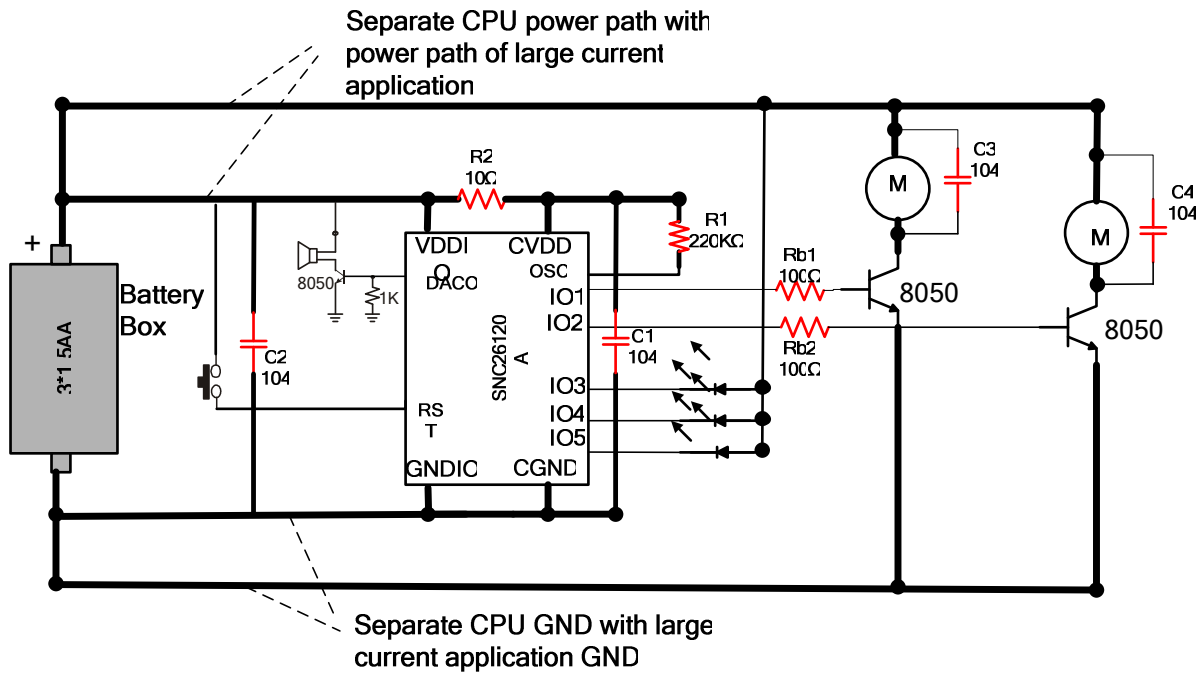 Separate CPU power path with
power path of large current
application
R2
10Ω
C3
104
M
C4
104
M
R1
220KΩ
+
VDDI
O
CVDD
DACO
OSC
8050
1K
IO1
IO2
Rb1
100Ω
8050
8050
Rb2
100Ω
Battery
Box
3*1.5AA
C2
104
SNC26120
A
C1
104
IO3
IO4
IO5
RS
T
GNDIO
CGND
Separate CPU GND with large
current application GND